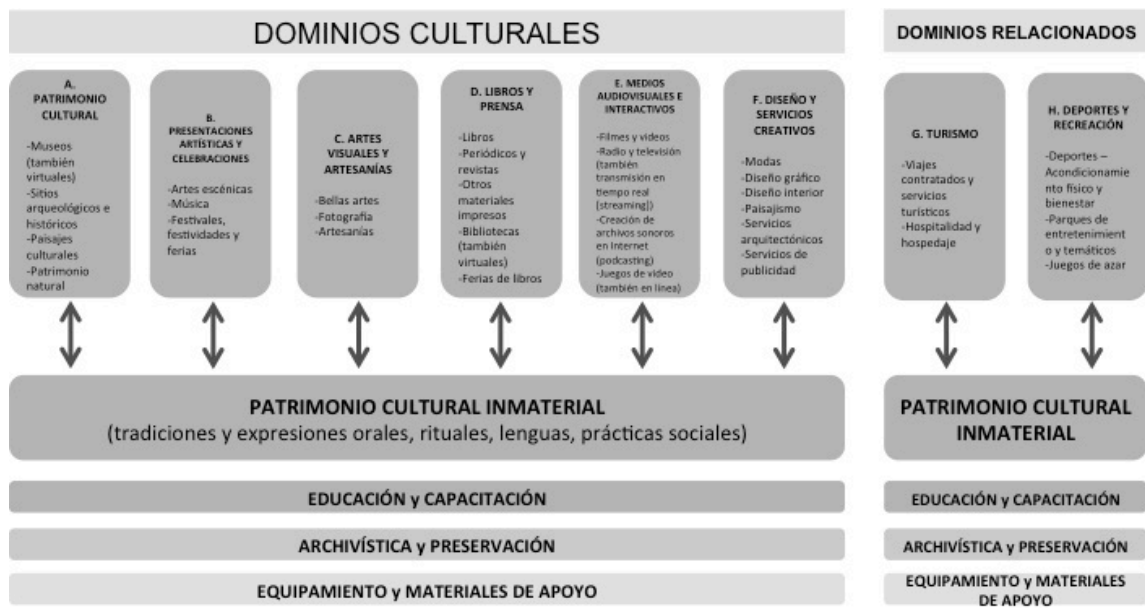 DOMINIOS CULTURALES
A.
PATRIMONIO
CULTURAL
-Museos
(también
virtuales)
-Sitios
arqueológicos e
históricos
-Paisajes
culturales
-Patrimonio
natural
B.
PRESENTACIONES
ARTÍSTICAS Y
CELEBRACIONES
-Artes escénicas
-Música
-Festivales,
festividades y
ferias
C. ARTES
VISUALES Y
ARTESANÍAS
-Bellas artes
-Fotografía
-Artesanías
D. LIBROS Y
PRENSA
-Libros
-Periódicos y
revistas
-Otros
materiales
impresos
-Bibliotecas
(también
virtuales)
-Ferias de libros
E. MEDIOS
AUDIOVISUALES E
INTERACTIVOS
-Filmes y videos
-Radio y televisión
(también
transmisión en
tiempo real
[streaming])
-Creación de
archivos sonoros
en Internet
(podcasting)
-Juegos de video
(también en línea)
F. DISEÑO Y
SERVICIOS
CREATIVOS
-Modas
-Diseño gráfico
-Diseño interior
-Paisajismo
-Servicios
arquitectónicos
-Servicios de
publicidad
PATRIMONIO CULTURAL INMATERIAL
(tradiciones y expresiones orales, rituales, lenguas, prácticas sociales)
EDUCACIÓN y CAPACITACIÓN
ARCHIVÍSTICA y PRESERVACIÓN
EQUIPAMIENTO y MATERIALES DE APOYO
DOMINIOS RELACIONADOS
G. TURISMO
-Viajes
contratados y
servicios
turísticos
-Hospitalidad y
hospedaje
H. DEPORTES Y
RECREACIÓN
-Deportes –
Acondicionamie
nto físico y
bienestar
-Parques de
entretenimient
o y temáticos
-Juegos de azar
PATRIMONIO CULTURAL
INMATERIAL
EDUCACIÓN y CAPACITACIÓN
ARCHIVÍSTICA y PRESERVACIÓN
EQUIPAMIENTO y MATERIALES
DE APOYO